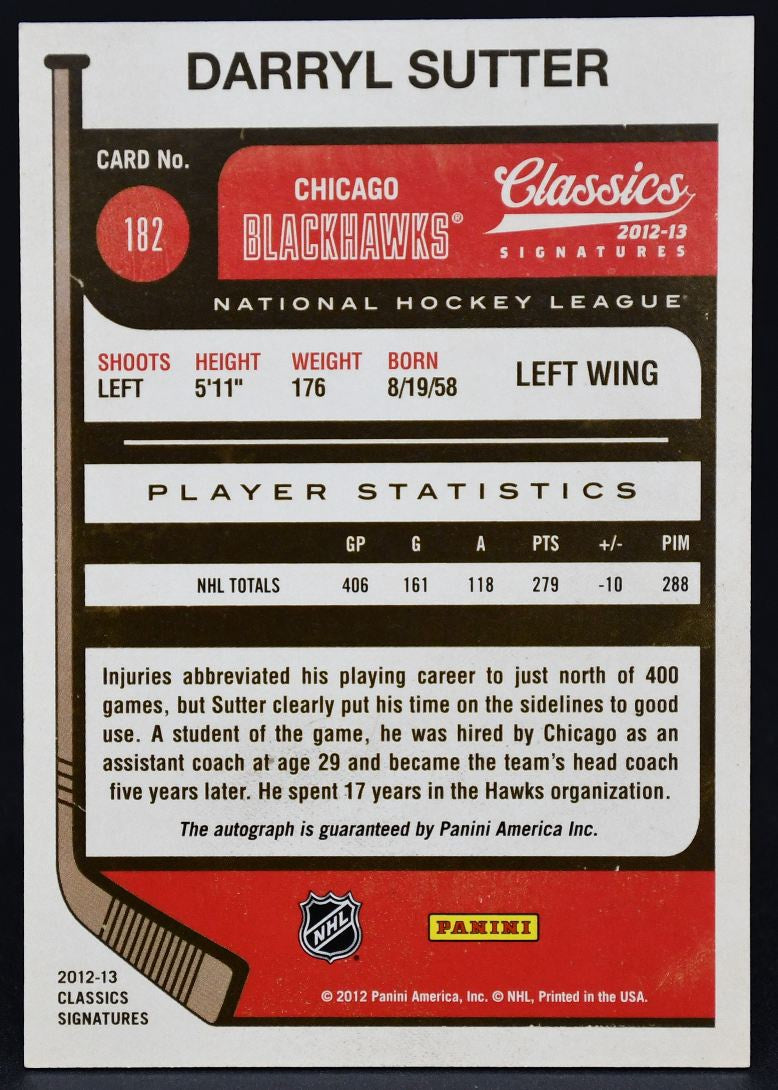 DARRYL SUTTER
CARD No.
182
CHICAGO
BLACKHAWKS®
Classics
2012-13
SIGNATURES
NATIONAL HOCKEY LEAGUE
SHOOTS HEIGHT WEIGHT BORN
LEFT 5'11" 176 8/19/58
LEFT WING
PLAYER STATISTICS
GP G A PTS +/- PIM
NHL TOTALS 406 161 118 279 -10 288
Injuries abbreviated his playing career to just north of 400
games, but Sutter clearly put his time on the sidelines to good
use. A student of the game, he was hired by Chicago as an
assistant coach at age 29 and became the team's head coach
five years later. He spent 17 years in the Hawks organization.
The autograph is guaranteed by Panini America Inc.
NHL
PANINI
© 2012 Panini America, Inc. © NHL, Printed in the USA.
2012-13
CLASSICS
SIGNATURES